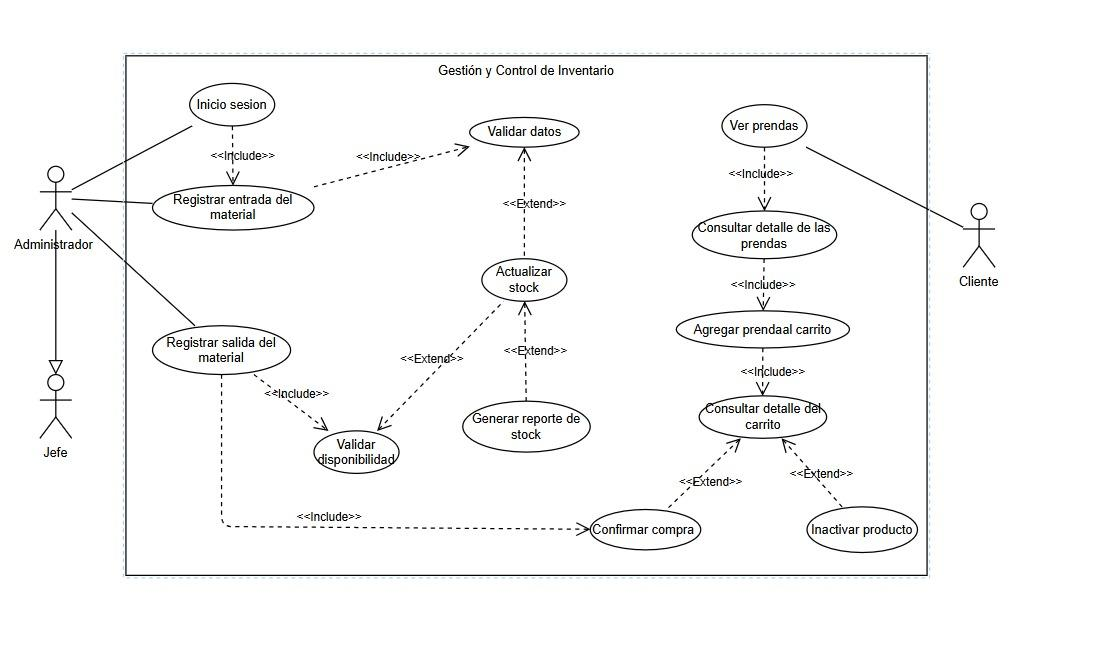 Gestión y Control de Inventario
Inicio sesion
<<Include>>
Registrar entrada del
material
<<Include>>
Validar datos
<<Extend>>
Actualizar
stock
<<Extend>>
<<Extend>>
Generar reporte de
stock
Administrador
Jefe
Registrar salida del
material
<<Include>>
Validar
disponibilidad
<<Include>>
Ver prendas
<<Include>>
Consultar detalle de las
prendas
<<Include>>
Agregar prendaal carrito
<<Include>>
Consultar detalle del
carrito
<<Extend>>
<<Extend>>
Confirmar compra
Inactivar producto
Cliente